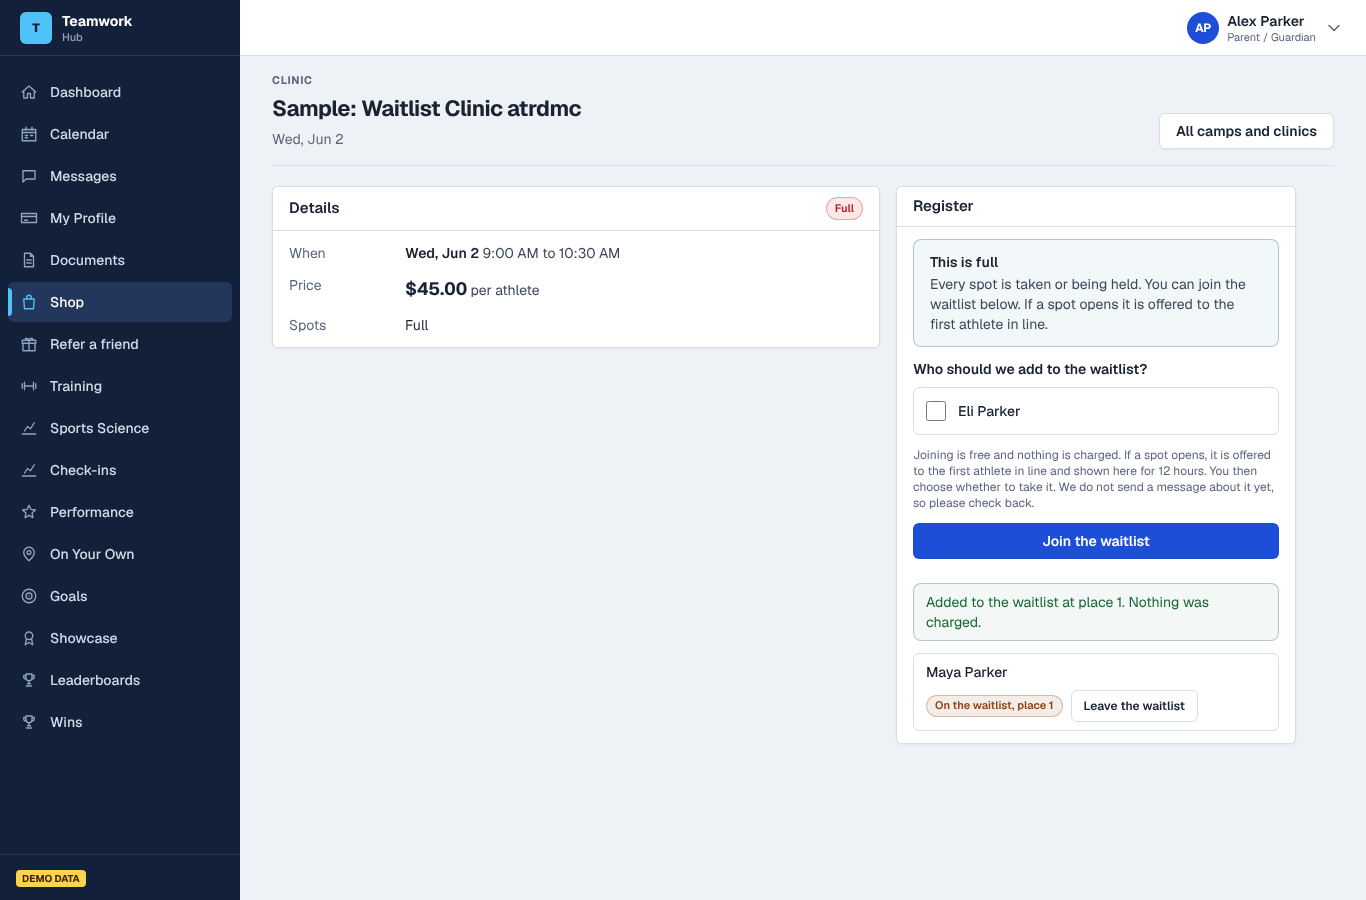 T
Teamwork
Hub
AP
Alex Parker
Parent / Guardian
Dashboard
Calendar
Messages
My Profile
Documents
Shop
Refer a friend
Training
Sports Science
Check-ins
Performance
On Your Own
Goals
Showcase
Leaderboards
Wins
DEMO DATA
CLINIC
Sample: Waitlist Clinic atrdmc
Wed, Jun 2
All camps and clinics
Details
Full
When
Wed, Jun 2 9:00 AM to 10:30 AM
Price
$45.00 per athlete
Spots
Full
Register
This is full
Every spot is taken or being held. You can join the
waitlist below. If a spot opens it is offered to the
first athlete in line.
Who should we add to the waitlist?
Eli Parker
Joining is free and nothing is charged. If a spot opens, it is offered
to the first athlete in line and shown here for 12 hours. You then
choose whether to take it. We do not send a message about it yet,
so please check back.
Join the waitlist
Added to the waitlist at place 1. Nothing was
charged.
Maya Parker
On the waitlist, place 1
Leave the waitlist